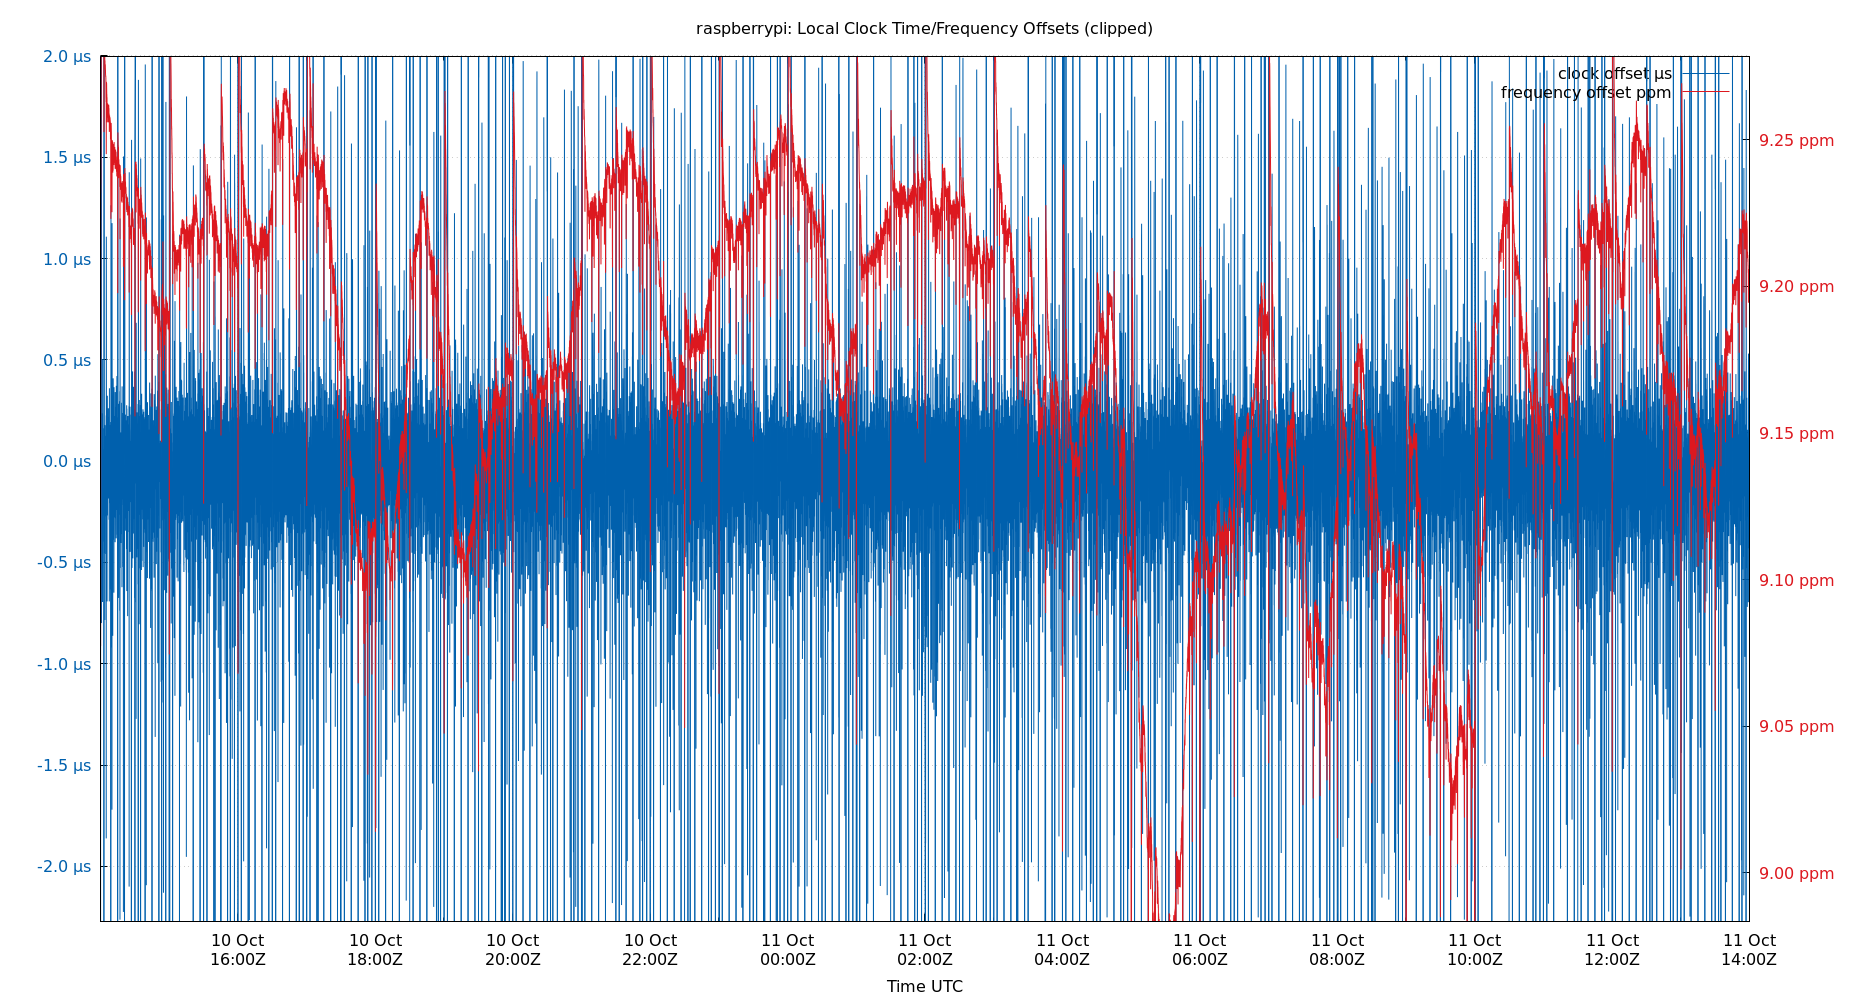 raspberrypi: Local Clock Time/Frequency Offsets (clipped)
2.0 µs
1.5 µs
1.0 µs
0.5 µs
0.0 µs
-0.5 µs
-1.0 µs
-1.5 µs
-2.0 µs
clock offset µs
frequency offset ppm
9.25 ppm
9.20 ppm
9.15 ppm
9.10 ppm
9.05 ppm
9.00 ppm
10 Oct
16:00Z
10 Oct
18:00Z
10 Oct
20:00Z
10 Oct
22:00Z
11 Oct
00:00Z
11 Oct
02:00Z
11 Oct
04:00Z
11 Oct
06:00Z
11 Oct
08:00Z
11 Oct
10:00Z
11 Oct
12:00Z
11 Oct
14:00Z
Time UTC